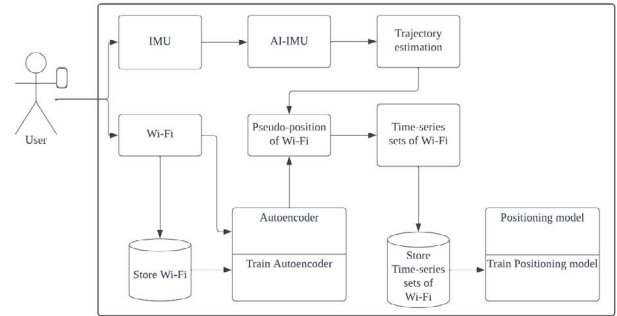 IMU
AI-IMU
Trajectory
estimation
User
Wi-Fi
Pseudo-position
of Wi-Fi
Time-series
sets of Wi-Fi
Autoencoder
Train Autoencoder
Store Wi-Fi
Store
Time-series
sets of
Wi-Fi
Positioning model
Train Positioning model